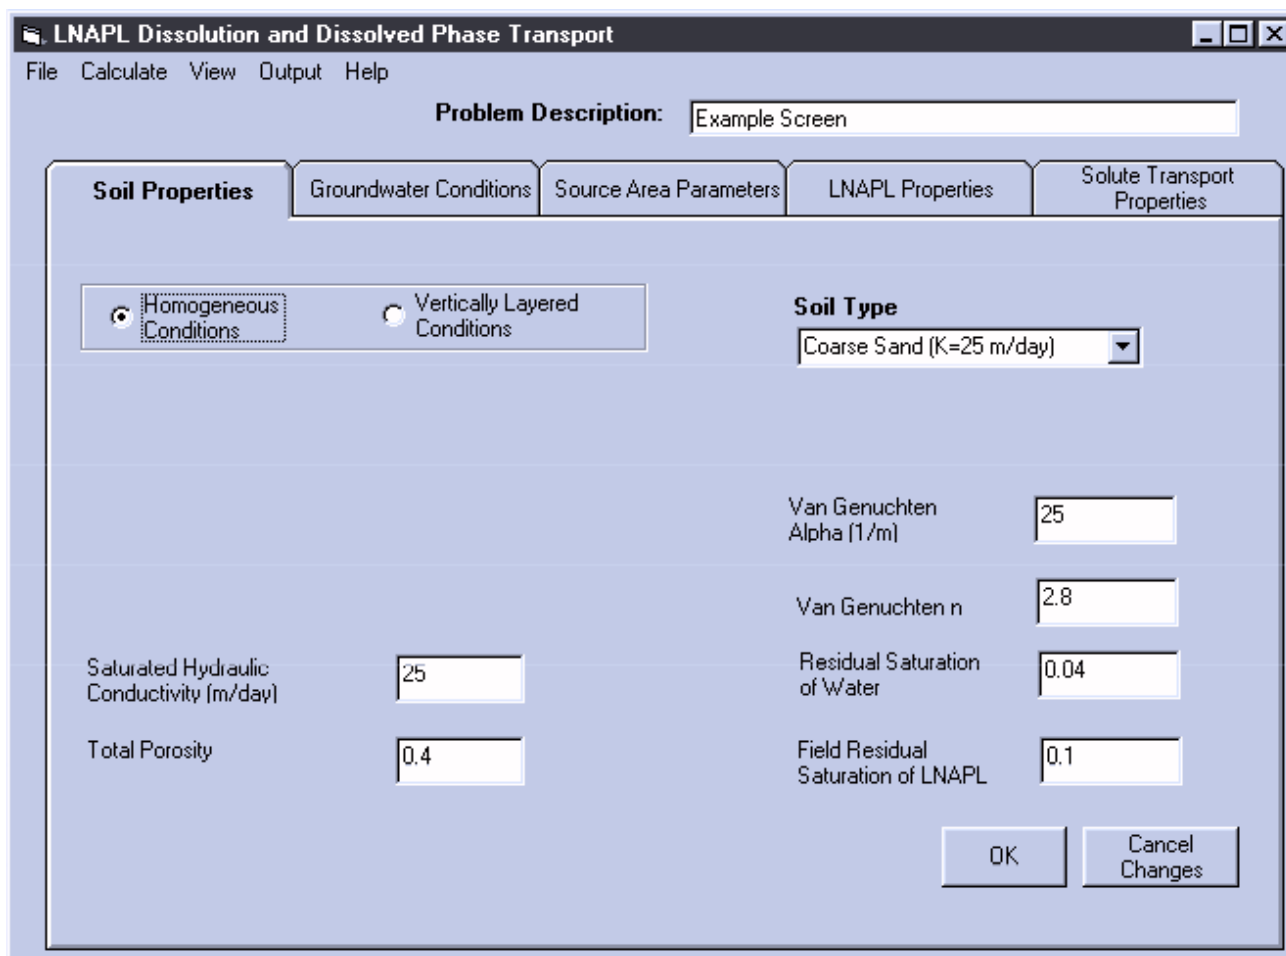 LNAPL Dissolution and Dissolved Phase Transport
File Calculate View Output Help
Problem Description: Example Screen
Soil Properties
Groundwater Conditions
Source Area Parameters
LNAPL Properties
Solute Transport
Properties
Homogeneous
Conditions
Vertically Layered
Conditions
Soil Type
Coarse Sand (K=25 m/day)
Van Genuchten
Alpha (1/m)
25
Van Genuchten n
2.8
Saturated Hydraulic
Conductivity (m/day)
25
Residual Saturation
of Water
0.04
Total Porosity
0.4
Field Residual
Saturation of LNAPL
0.1
OK
Cancel
Changes